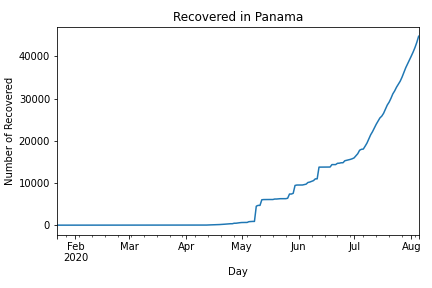 Recovered in Panama
Number of Recovered
40000
30000
20000
10000
0
Feb
2020
Mar
Apr
May
Jun
Jul
Aug
Day